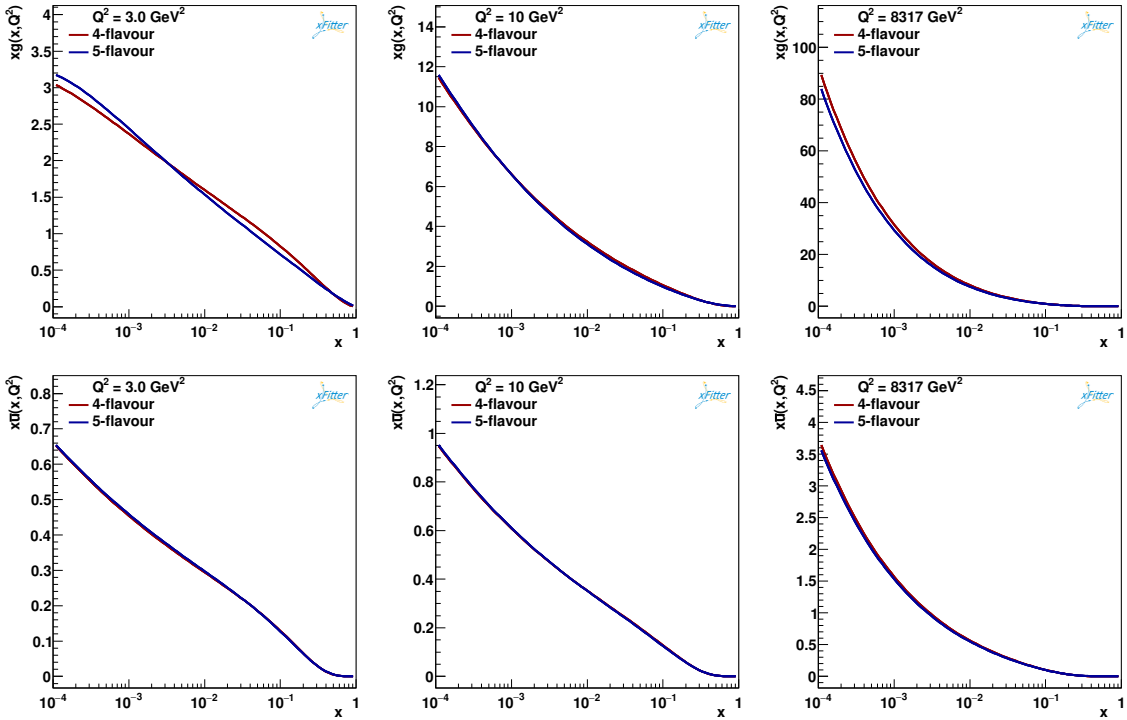 xg(x,Q²)
Q² = 3.0 GeV²
4-flavour
5-flavour
xFitter
4
3.5
3
2.5
2
1.5
1
0.5
0
10⁻⁴ 10⁻³ 10⁻² 10⁻¹ 1
x
xg(x,Q²)
Q² = 10 GeV²
4-flavour
5-flavour
xFitter
14
12
10
8
6
4
2
0
10⁻⁴ 10⁻³ 10⁻² 10⁻¹ 1
x
xg(x,Q²)
Q² = 8317 GeV²
4-flavour
5-flavour
xFitter
100
80
60
40
20
0
10⁻⁴ 10⁻³ 10⁻² 10⁻¹ 1
x
xu̅(x,Q²)
Q² = 3.0 GeV²
4-flavour
5-flavour
xFitter
0.8
0.7
0.6
0.5
0.4
0.3
0.2
0.1
0
10⁻⁴ 10⁻³ 10⁻² 10⁻¹ 1
x
xu̅(x,Q²)
Q² = 10 GeV²
4-flavour
5-flavour
xFitter
1.2
1
0.8
0.6
0.4
0.2
0
10⁻⁴ 10⁻³ 10⁻² 10⁻¹ 1
x
xu̅(x,Q²)
Q² = 8317 GeV²
4-flavour
5-flavour
xFitter
4.5
4
3.5
3
2.5
2
1.5
1
0.5
0
10⁻⁴ 10⁻³ 10⁻² 10⁻¹ 1
x